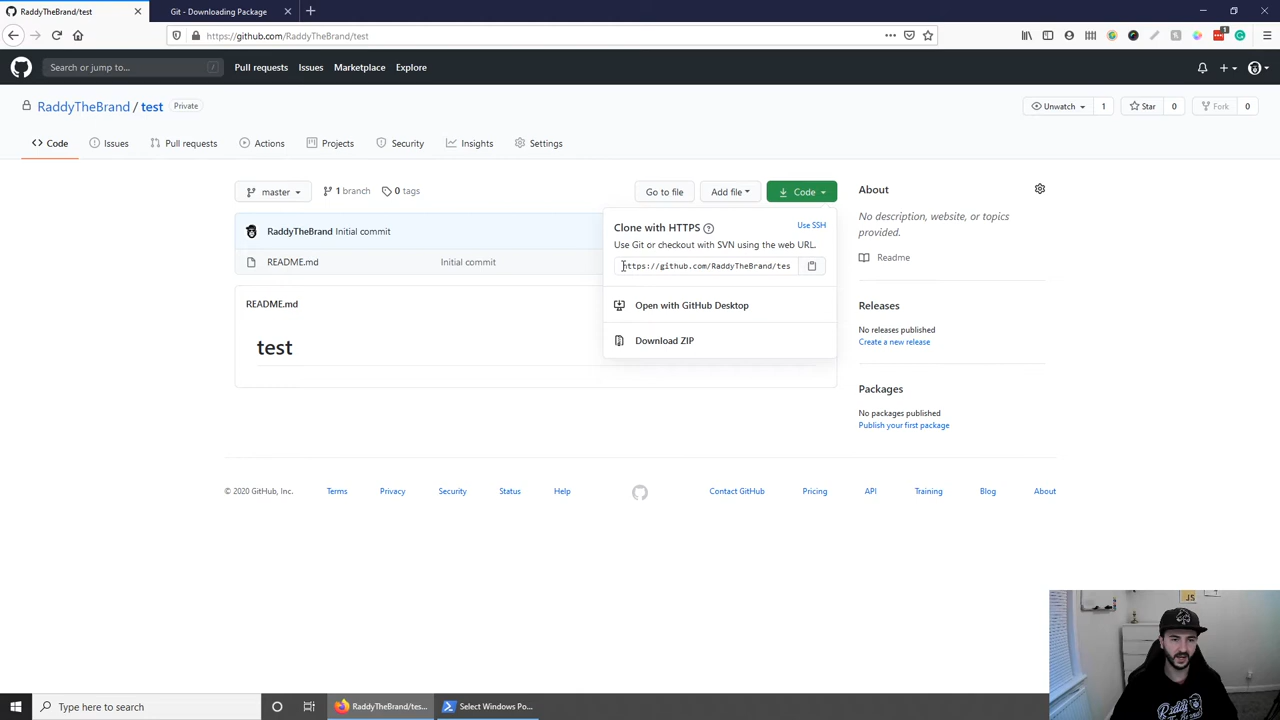 RaddyTheBrand/test
Git - Downloading Package
https://github.com/RaddyTheBrand/test
Search or jump to...
/
Pull requests
Issues
Marketplace
Explore
RaddyTheBrand / test
Private
Unwatch
1
Star
0
Fork
0
Code
Issues
Pull requests
Actions
Projects
Security
Insights
Settings
master
1 branch
0 tags
Go to file
Add file
Code
RaddyTheBrand Initial commit
README.md
Initial commit
README.md
test
Clone with HTTPS
Use SSH
Use Git or checkout with SVN using the web URL.
https://github.com/RaddyTheBrand/tes
Open with GitHub Desktop
Download ZIP
About
No description, website, or topics
provided.
Readme
Releases
No releases published
Create a new release
Packages
No packages published
Publish your first package
© 2020 GitHub, Inc.
Terms
Privacy
Security
Status
Help
Contact GitHub
Pricing
API
Training
Blog
About
JS
Type here to search
RaddyTheBrand/tes...
Select Windows Po...